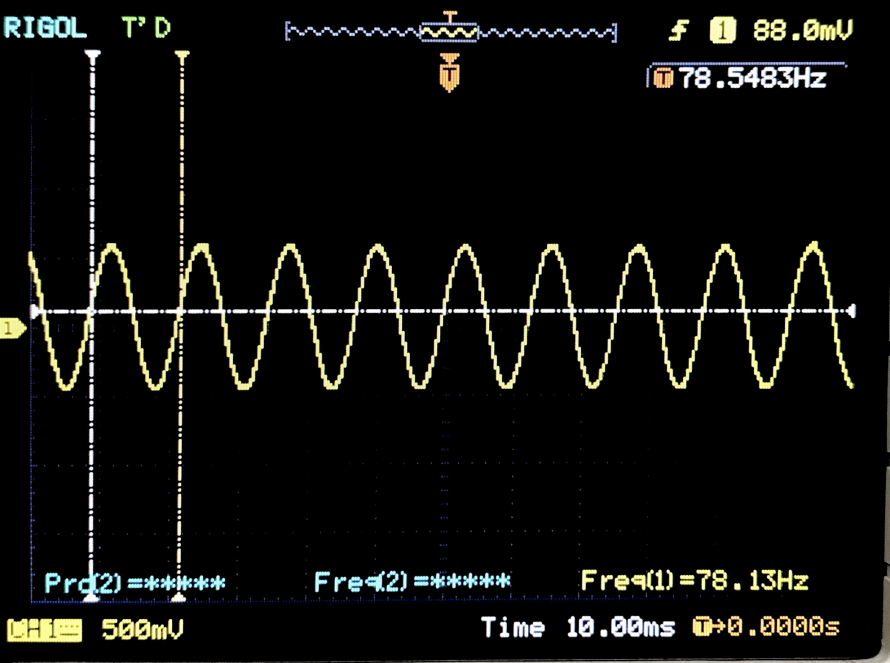 RIGOL T'D 1 88.0mV
T
T 78.5483Hz
1
Prd(2)=***** Freq(2)=***** Freq(1)=78.13Hz
CH1 500mV Time 10.00ms T→0.0000s